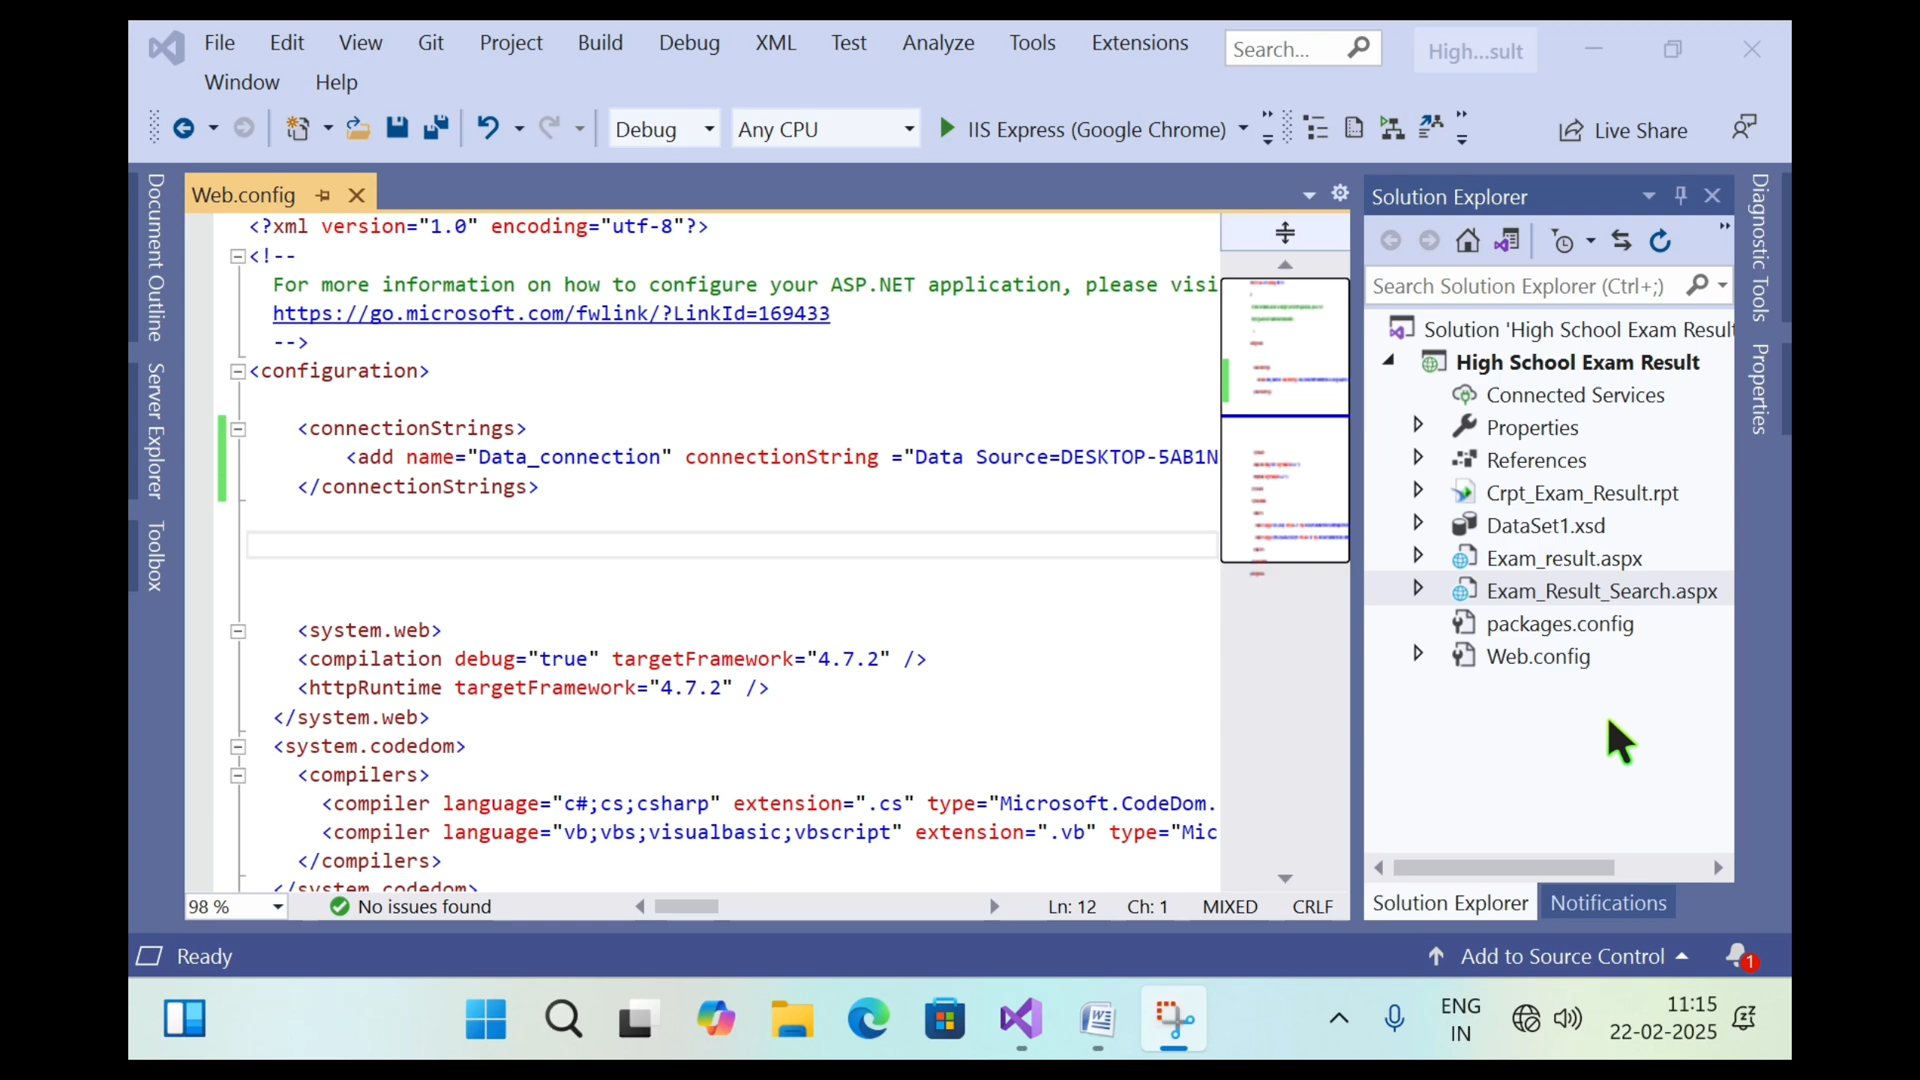 File Edit View Git Project Build Debug XML Test Analyze Tools Extensions Search... High...sult
Window Help
Debug Any CPU IIS Express (Google Chrome) Live Share
Web.config
<?xml version="1.0" encoding="utf-8"?>
<!--
For more information on how to configure your ASP.NET application, please visi
https://go.microsoft.com/fwlink/?LinkId=169433
-->
<configuration>
<connectionStrings>
<add name="Data_connection" connectionString ="Data Source=DESKTOP-5AB1N
</connectionStrings>
<system.web>
<compilation debug="true" targetFramework="4.7.2" />
<httpRuntime targetFramework="4.7.2" />
</system.web>
<system.codedom>
<compilers>
<compiler language="c#;cs;csharp" extension=".cs" type="Microsoft.CodeDom.
<compiler language="vb;vbs;visualbasic;vbscript" extension=".vb" type="Mic
</compilers>
</system.codedom>
98 % No issues found Ln: 12 Ch: 1 MIXED CRLF
Document Outline
Server Explorer
Toolbox
Solution Explorer
Search Solution Explorer (Ctrl+;)
Solution 'High School Exam Result
High School Exam Result
Connected Services
Properties
References
Crpt_Exam_Result.rpt
DataSet1.xsd
Exam_result.aspx
Exam_Result_Search.aspx
packages.config
Web.config
Solution Explorer Notifications
Diagnostic Tools
Properties
Ready Add to Source Control 1
ENG
IN
11:15
22-02-2025